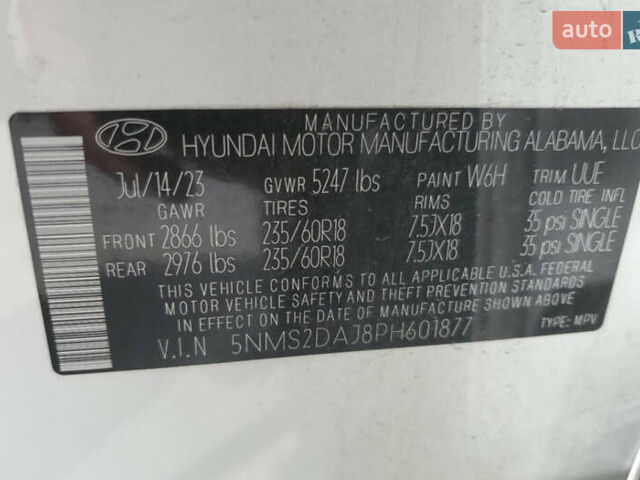 auto
MANUFACTURED BY
HYUNDAI MOTOR MANUFACTURING ALABAMA, LLC
Jul/14/23 GVWR 5247 lbs PAINT W6H TRIM UUE
GAWR TIRES RIMS COLD TIRE INFL
FRONT 2866 lbs 235/60R18 7.5JX18 35 psi SINGLE
REAR 2976 lbs 235/60R18 7.5JX18 35 psi SINGLE
THIS VEHICLE CONFORMS TO ALL APPLICABLE U.S.A. FEDERAL
MOTOR VEHICLE SAFETY AND THEFT PREVENTION STANDARDS
IN EFFECT ON THE DATE OF MANUFACTURE SHOWN ABOVE.
V.I.N 5NMS2DAJ8PH601877 TYPE: MPV